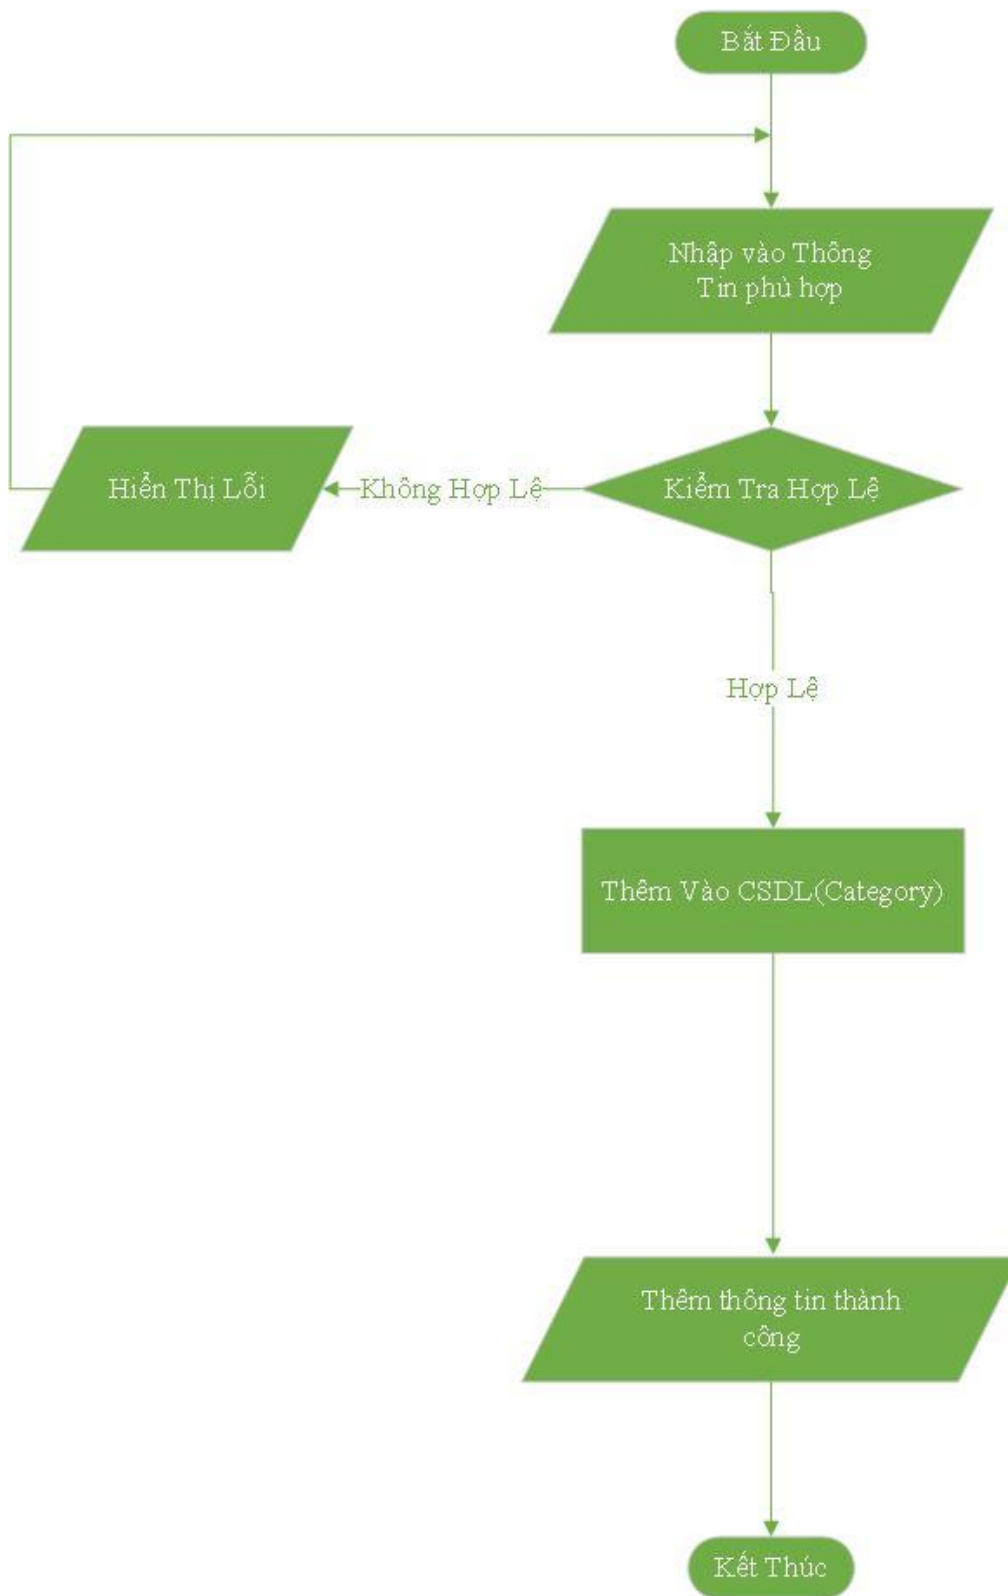 Bắt Đầu
Nhập vào Thông
Tin phù hợp
Hiển Thị Lỗi
Không Hợp Lệ
Kiểm Tra Hợp Lệ
Hợp Lệ
Thêm Vào CSDL(Category)
Thêm thông tin thành
công
Kết Thúc